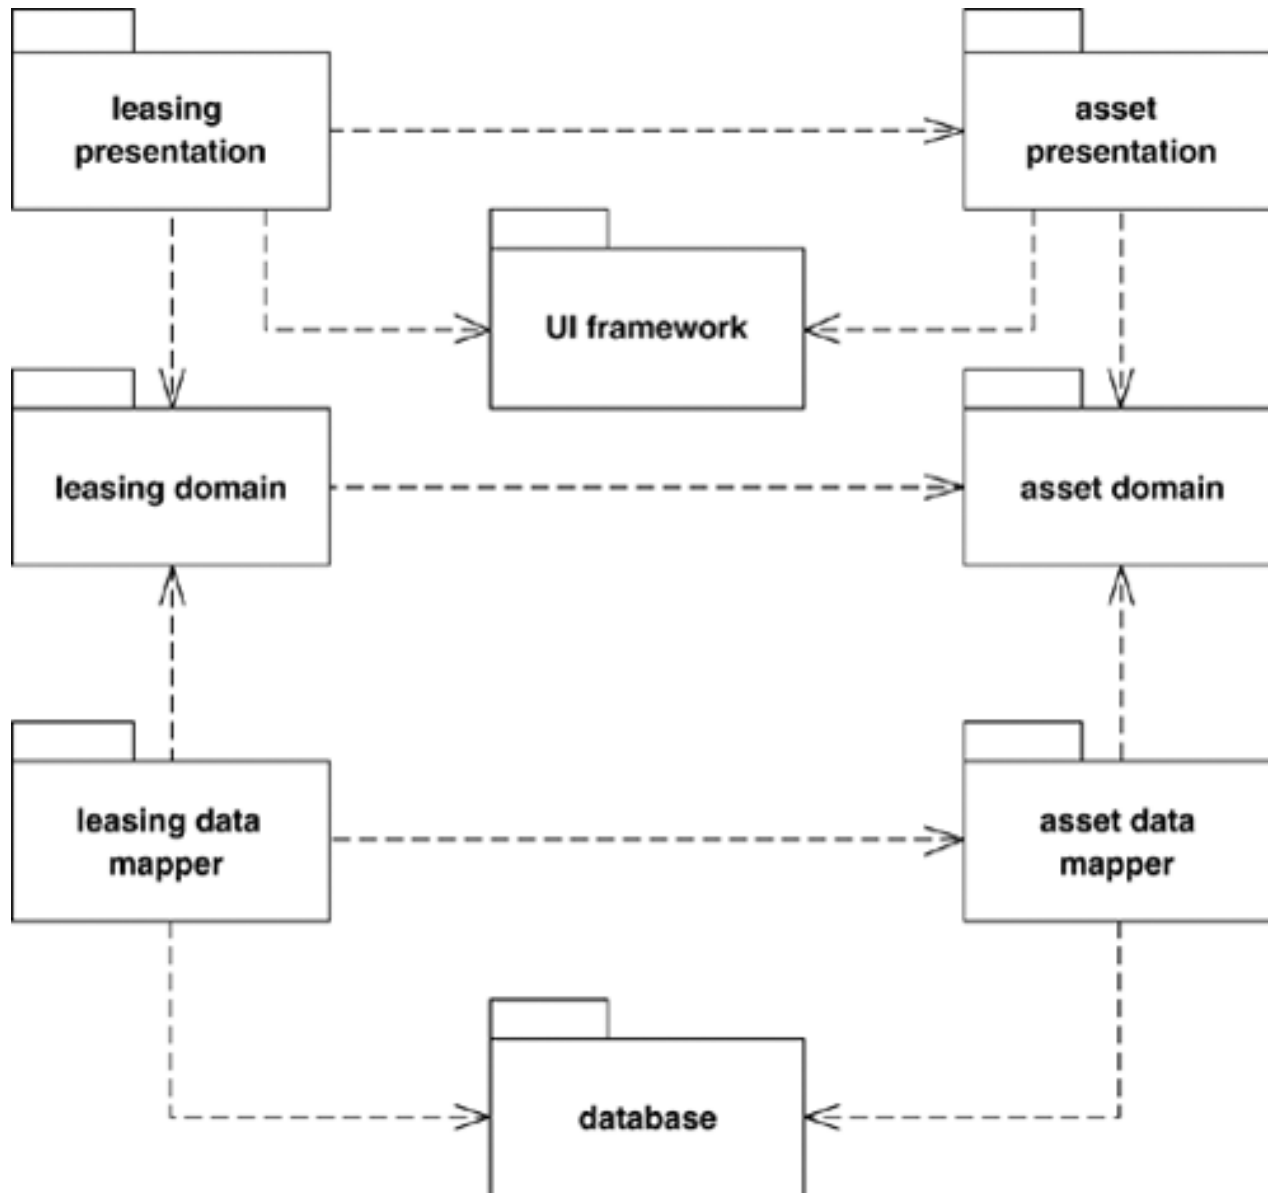 leasing
presentation
asset
presentation
UI framework
leasing domain
asset domain
leasing data
mapper
asset data
mapper
database